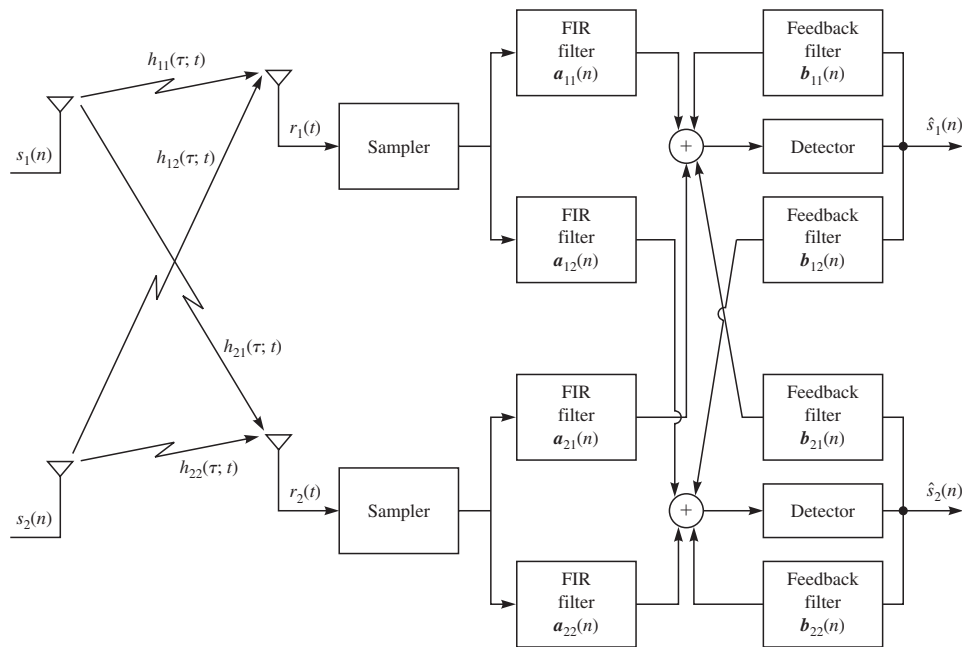 h₁₁(τ; t)
s₁(n)
h₁₂(τ; t)
r₁(t)
Sampler
FIR
filter
a₁₁(n)
FIR
filter
a₁₂(n)
+
Feedback
filter
b₁₁(n)
Detector
ŝ₁(n)
Feedback
filter
b₁₂(n)
h₂₁(τ; t)
h₂₂(τ; t)
s₂(n)
r₂(t)
Sampler
FIR
filter
a₂₁(n)
FIR
filter
a₂₂(n)
+
Feedback
filter
b₂₁(n)
Detector
ŝ₂(n)
Feedback
filter
b₂₂(n)